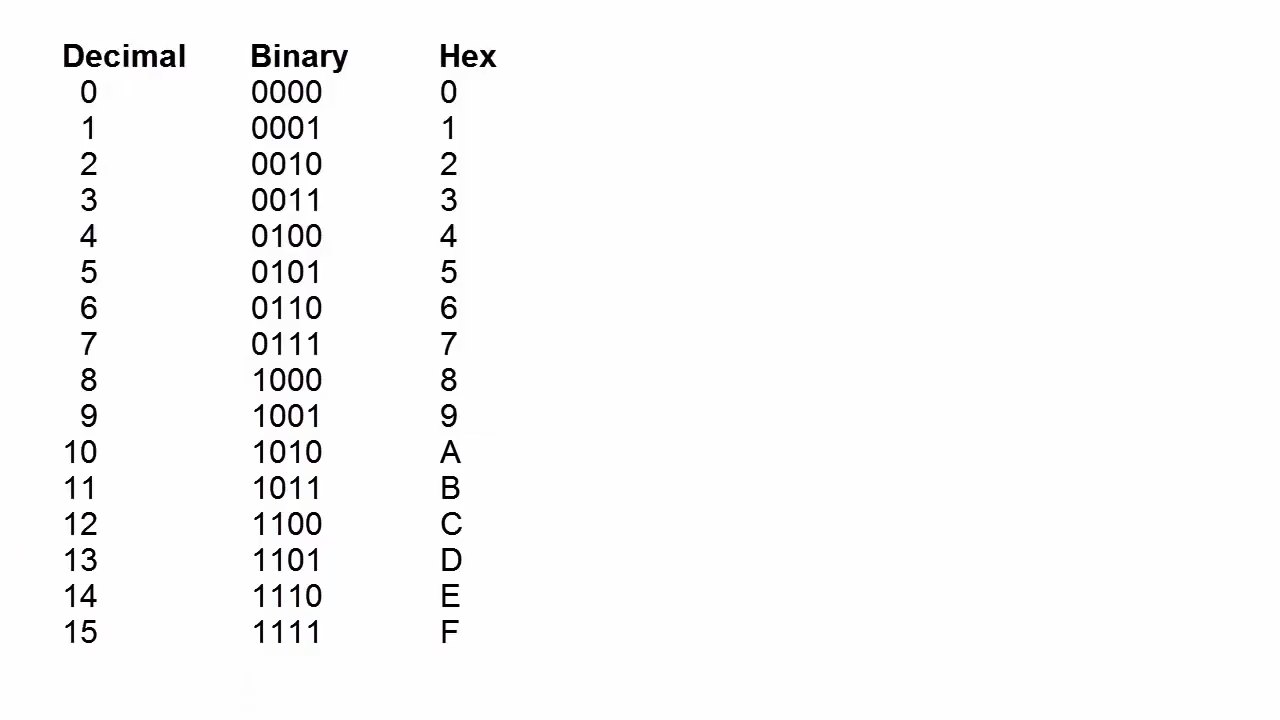 Decimal Binary Hex
0 0000 0
1 0001 1
2 0010 2
3 0011 3
4 0100 4
5 0101 5
6 0110 6
7 0111 7
8 1000 8
9 1001 9
10 1010 A
11 1011 B
12 1100 C
13 1101 D
14 1110 E
15 1111 F